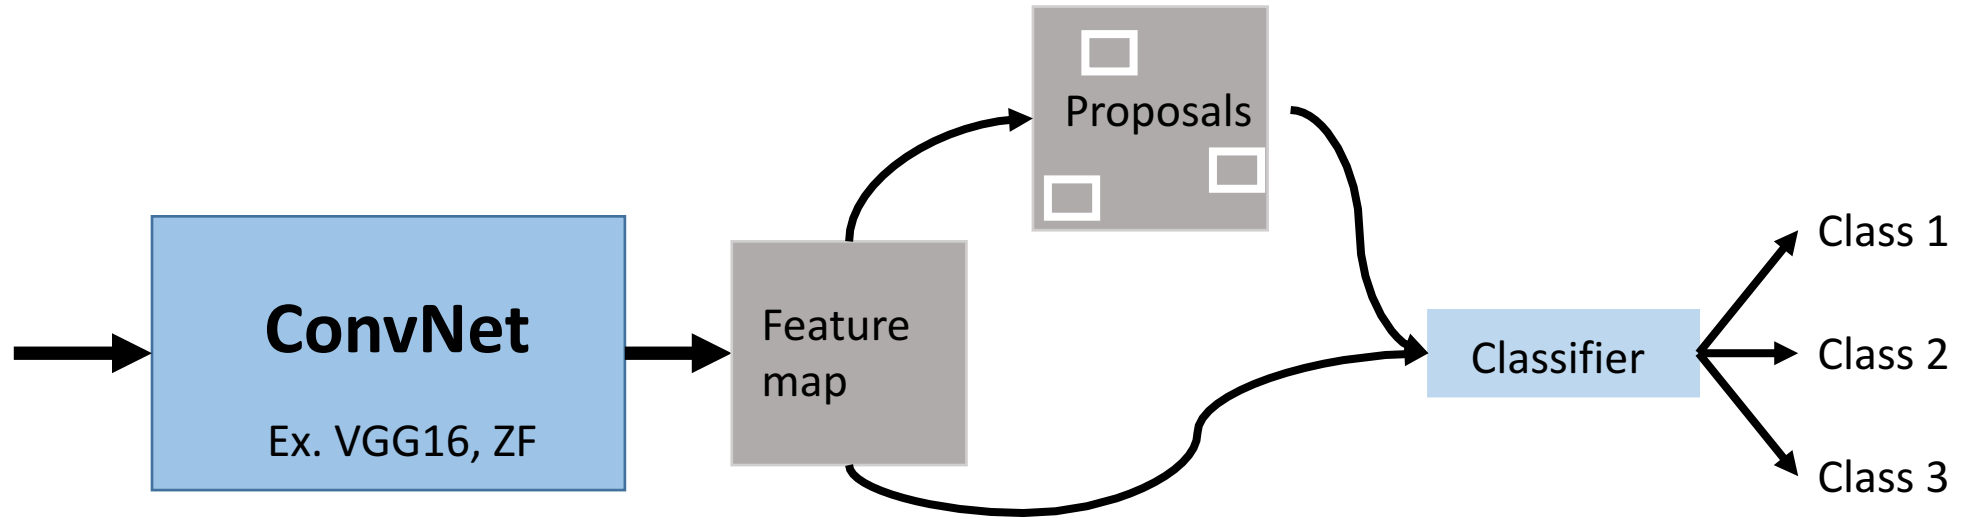 ConvNet
Ex. VGG16, ZF
Feature
map
Proposals
Classifier
Class 1
Class 2
Class 3